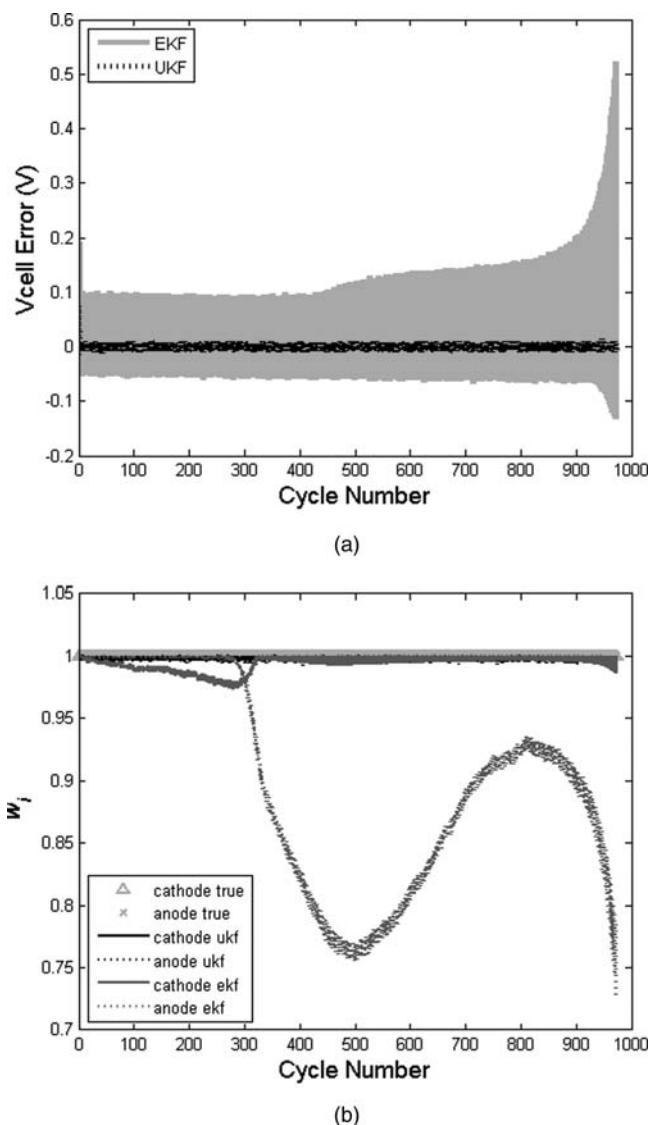 0.6
EKF
UKF
0.5
0.4
0.3
0.2
0.1
0
-0.1
-0.2
Vcell Error (V)
0 100 200 300 400 500 600 700 800 900 1000
Cycle Number
(a)
1.05
1
0.95
0.9
0.85
0.8
0.75
0.7
w_i
cathode true
anode true
cathode ukf
anode ukf
cathode ekf
anode ekf
0 100 200 300 400 500 600 700 800 900 1000
Cycle Number
(b)